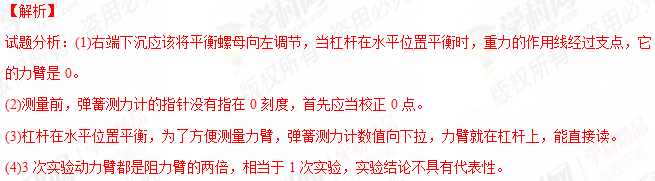 【解析】
试题分析：(1)右端下沉应该将平衡螺母向左调节，当杠杆在水平位置平衡时，重力的作用线经过支点，它
的力臂是 0。
(2)测量前，弹簧测力计的指针没有指在 0 刻度，首先应当校正 0 点。
(3)杠杆在水平位置平衡，为了方便测量力臂，弹簧测力计数值向下拉，力臂就在杠杆上，能直接读。
(4)3 次实验动力臂都是阻力臂的两倍，相当于 1 次实验，实验结论不具有代表性。